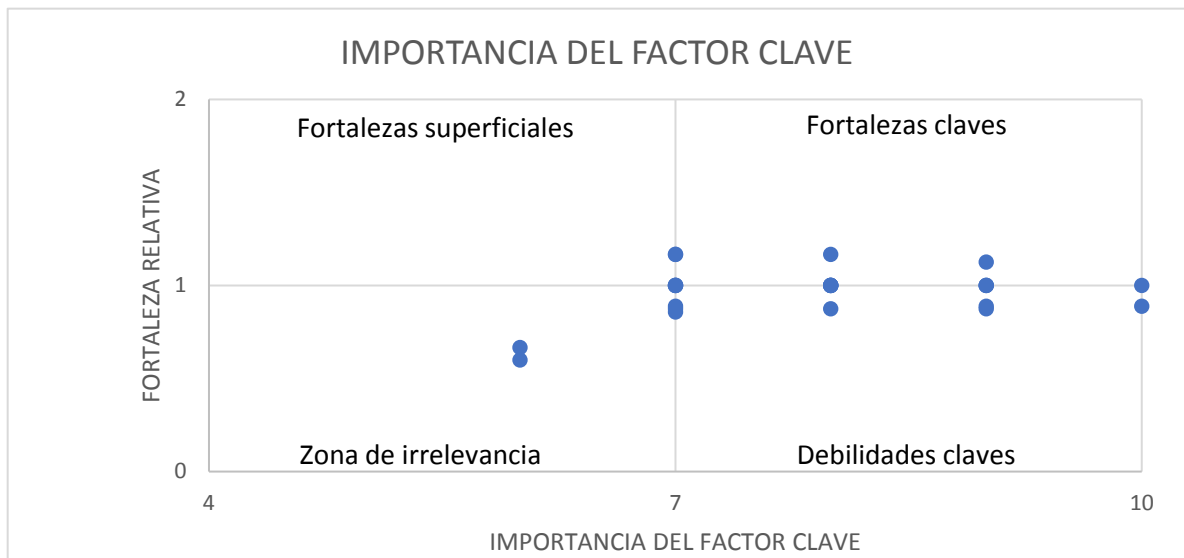 IMPORTANCIA DEL FACTOR CLAVE
2
Fortalezas superficiales
Fortalezas claves
FORTALEZA RELATIVA
1
Zona de irrelevancia
Debilidades claves
0
4
7
10
IMPORTANCIA DEL FACTOR CLAVE